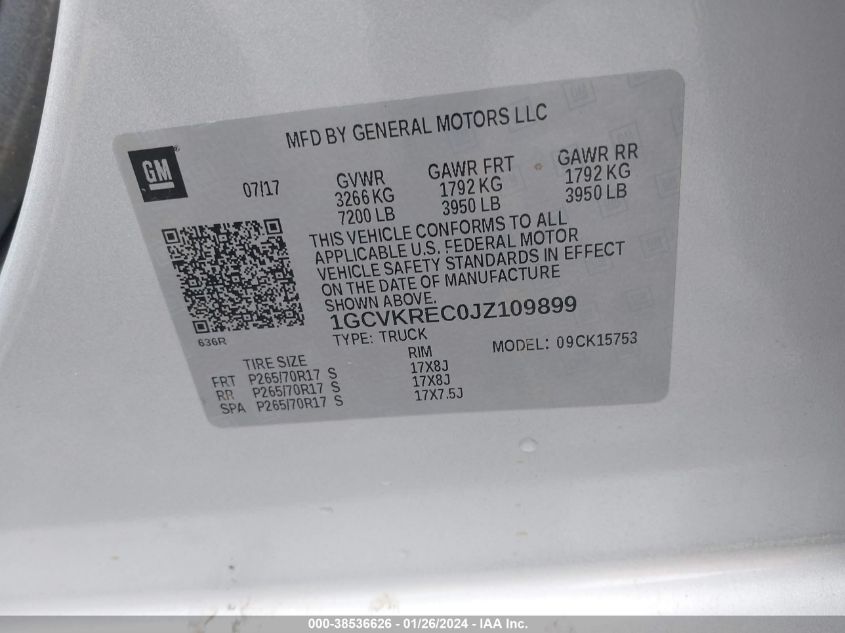 MFD BY GENERAL MOTORS LLC
GM
07/17
GVWR
3266 KG
7200 LB
GAWR FRT
1792 KG
3950 LB
GAWR RR
1792 KG
3950 LB
THIS VEHICLE CONFORMS TO ALL
APPLICABLE U.S. FEDERAL MOTOR
VEHICLE SAFETY STANDARDS IN EFFECT
ON THE DATE OF MANUFACTURE
SHOWN ABOVE.
1GCVKREC0JZ109899
TYPE: TRUCK
MODEL: 09CK15753
636R
TIRE SIZE RIM
FRT P265/70R17 S 17X8J
RR P265/70R17 S 17X8J
SPA P265/70R17 S 17X7.5J
000-38536626 - 01/26/2024 - IAA Inc.